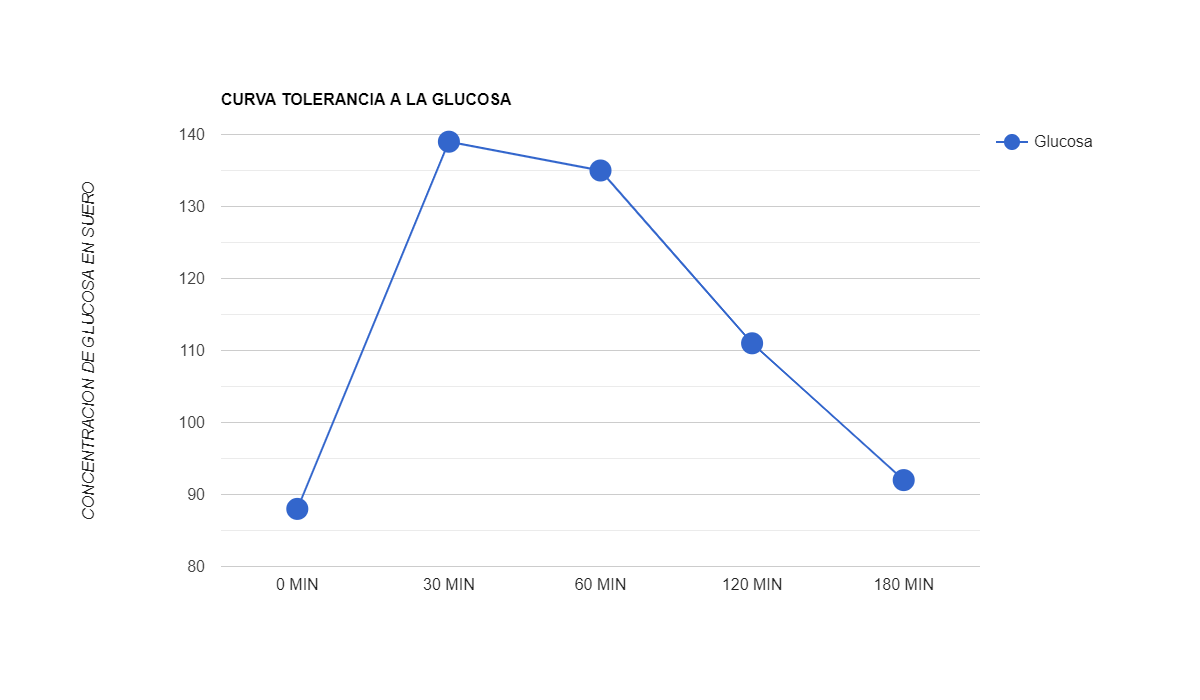 CURVA TOLERANCIA A LA GLUCOSA
140
130
120
110
100
90
80
CONCENTRACION DE GLUCOSA EN SUERO
0 MIN
30 MIN
60 MIN
120 MIN
180 MIN
Glucosa